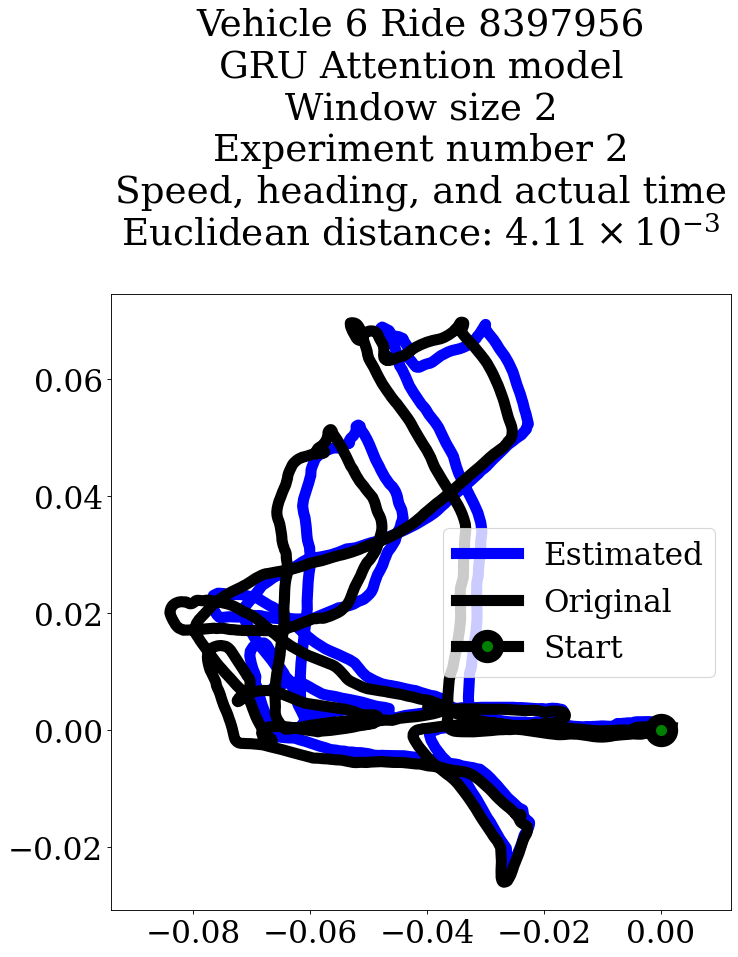 Vehicle 6 Ride 8397956
GRU Attention model
Window size 2
Experiment number 2
Speed, heading, and actual time
Euclidean distance: 4.11 × 10⁻³
0.06
0.04
0.02
0.00
−0.02
Estimated
Original
Start
−0.08 −0.06 −0.04 −0.02 0.00